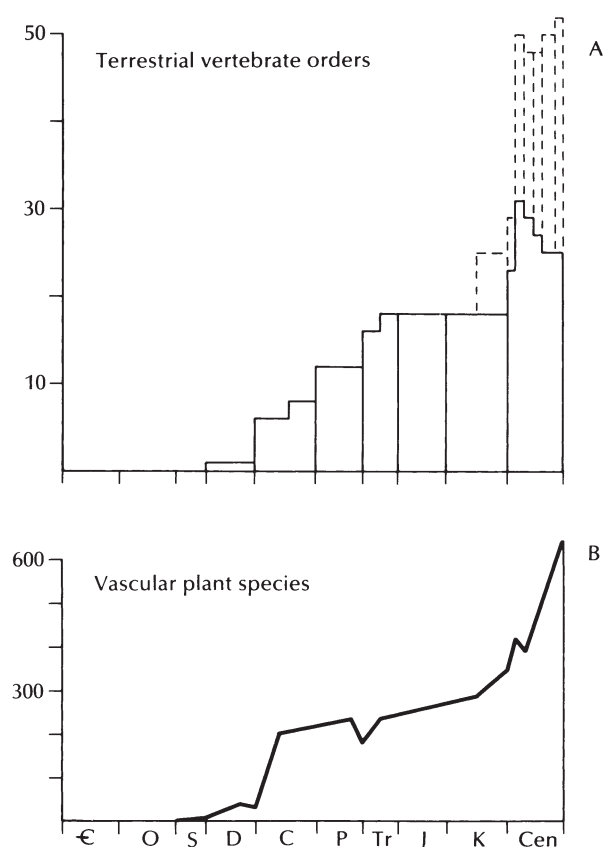 50
Terrestrial vertebrate orders
A
30
10
600
Vascular plant species
B
300
Ꞓ O S D C P Tr J K Cen